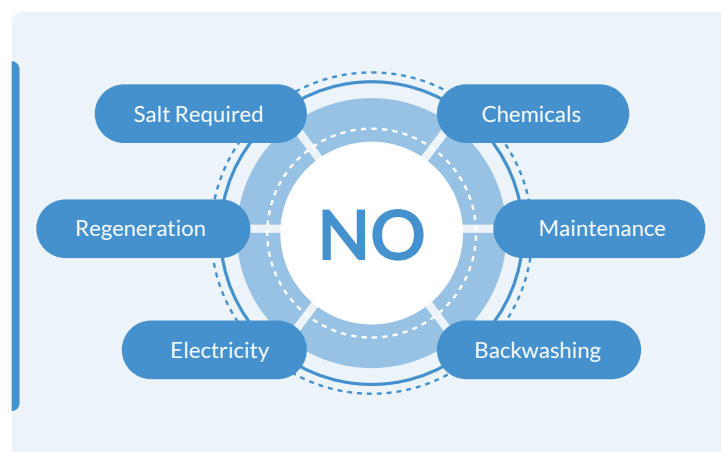 Salt Required
Chemicals
Regeneration
NO
Maintenance
Electricity
Backwashing